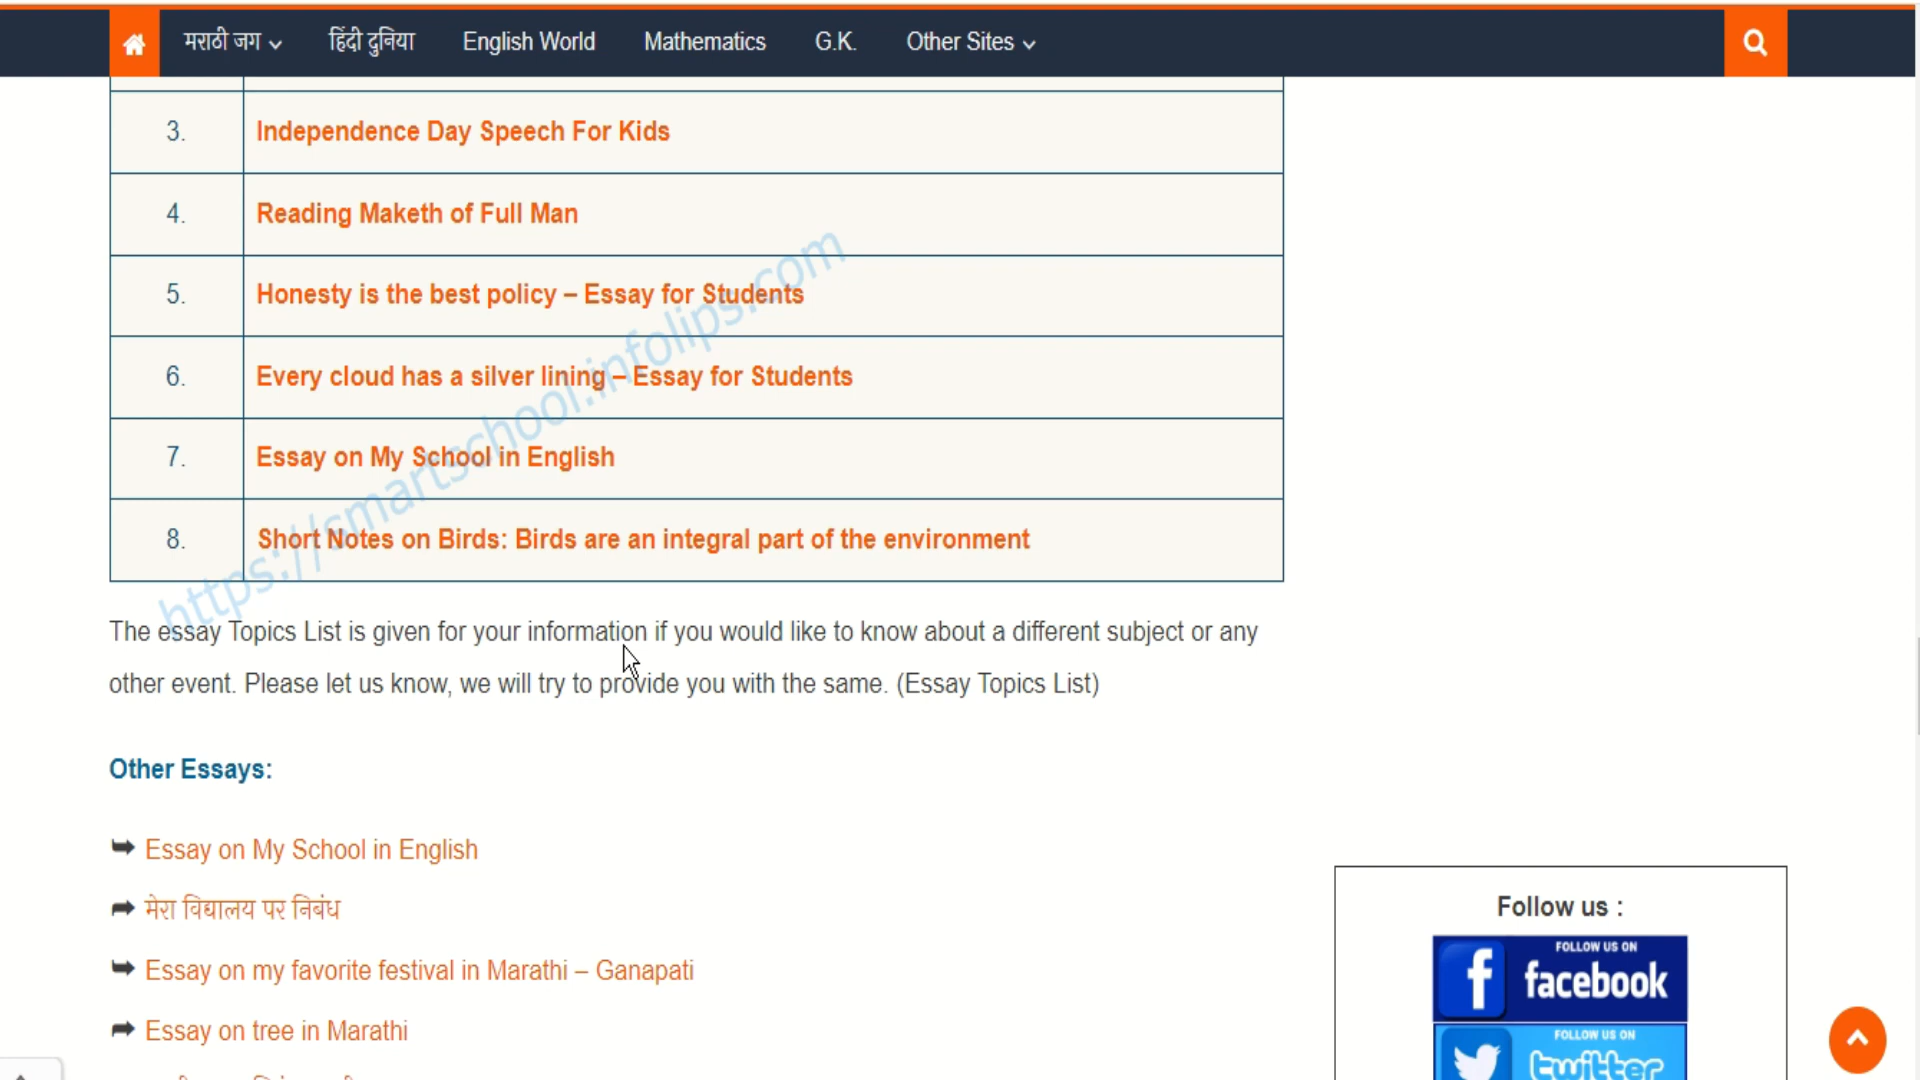 मराठी जग हिंदी दुनिया English World Mathematics G.K. Other Sites
3. Independence Day Speech For Kids
4. Reading Maketh of Full Man
5. Honesty is the best policy – Essay for Students
6. Every cloud has a silver lining – Essay for Students
7. Essay on My School in English
8. Short Notes on Birds: Birds are an integral part of the environment
https://smartschool.infolips.com
The essay Topics List is given for your information if you would like to know about a different subject or any
other event. Please let us know, we will try to provide you with the same. (Essay Topics List)
Other Essays:
Essay on My School in English
मेरा विद्यालय पर निबंध
Essay on my favorite festival in Marathi – Ganapati
Essay on tree in Marathi
Follow us :
FOLLOW US ON
facebook
FOLLOW US ON
twitter